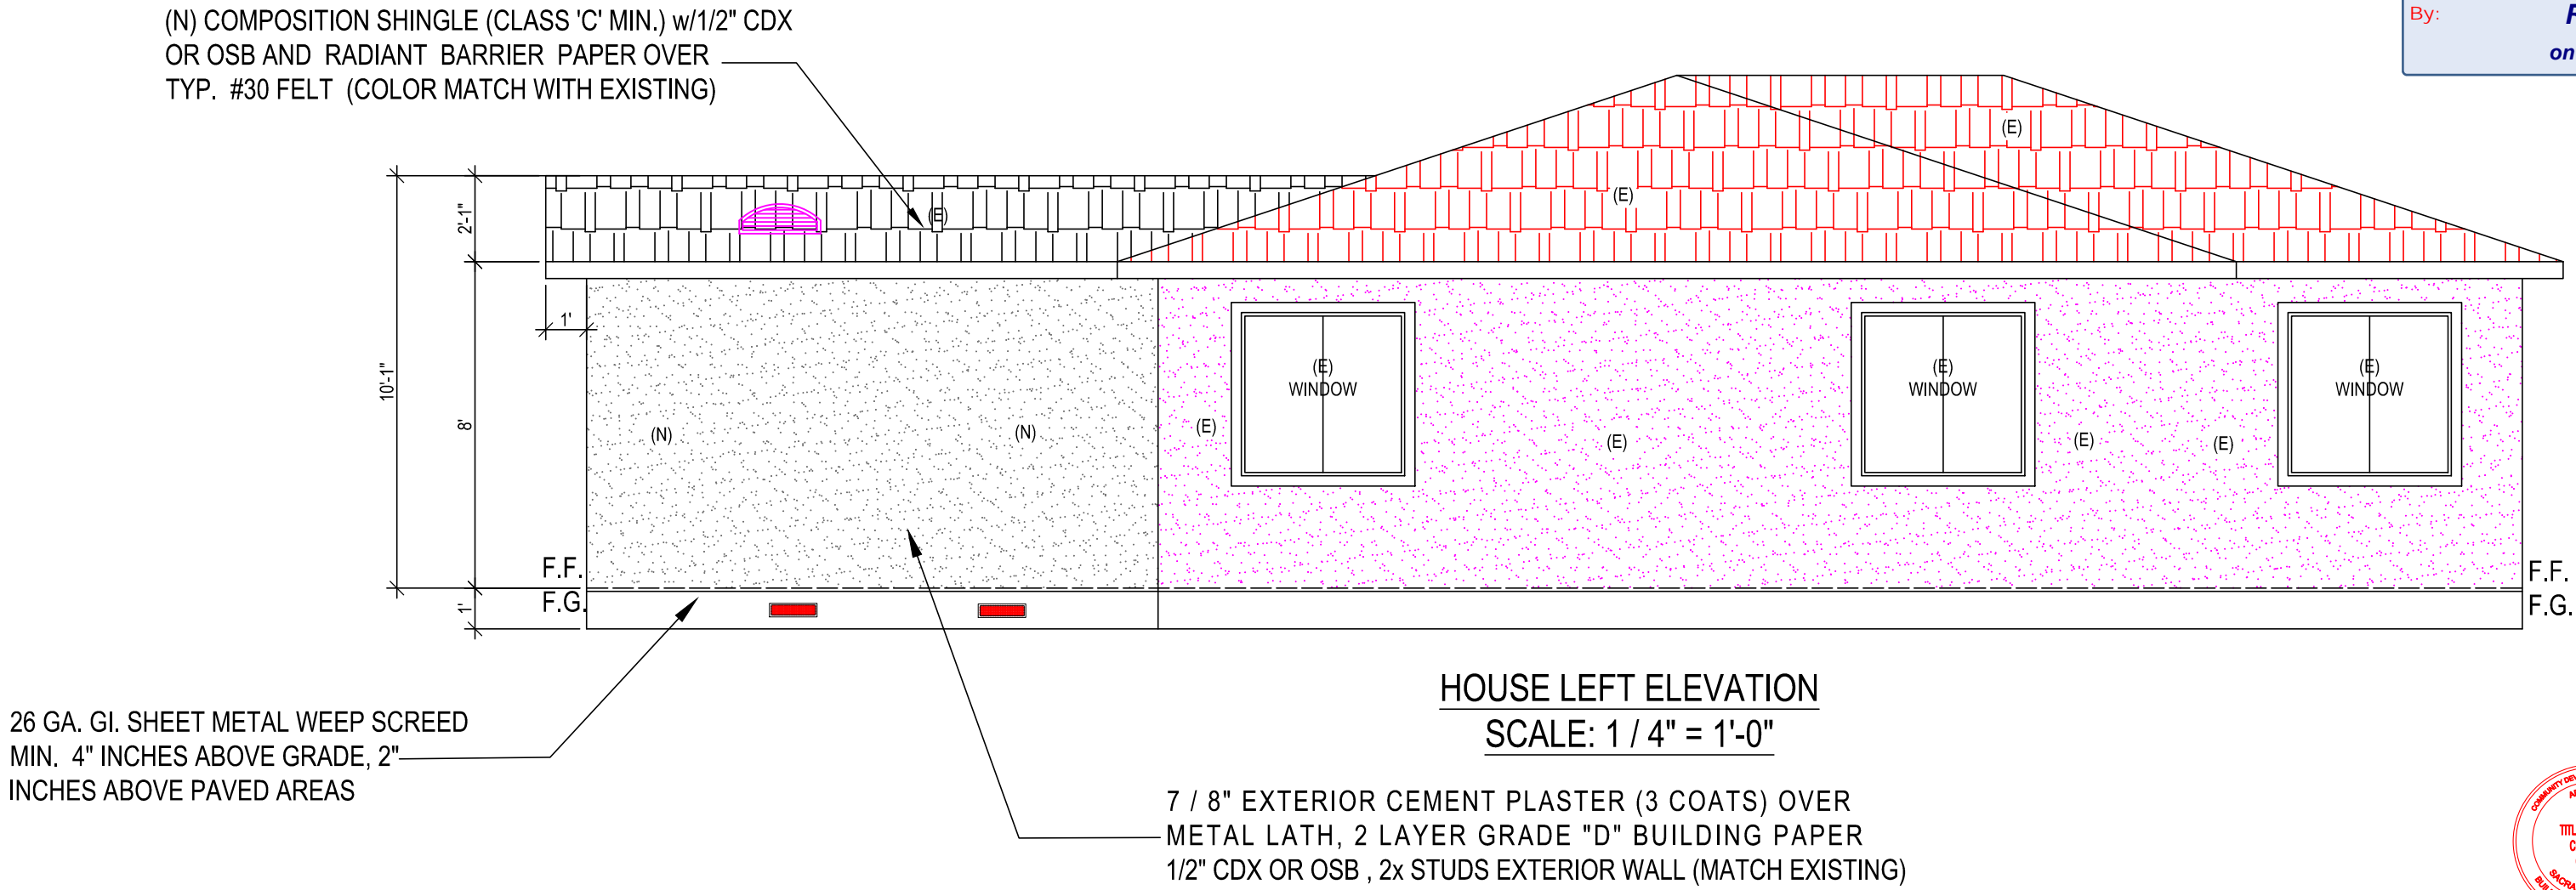 (N) COMPOSITION SHINGLE (CLASS 'C' MIN.) w/1/2" CDX
OR OSB AND RADIANT BARRIER PAPER OVER
TYP. #30 FELT (COLOR MATCH WITH EXISTING)
By:
on
(E)
(E)
(E)
2'-1"
1'
10'-1"
8'
1'
(E)
WINDOW
(E)
WINDOW
(E)
WINDOW
(N)
(N)
(E)
(E)
(E)
(E)
F.F.
F.G.
F.F.
F.G.
HOUSE LEFT ELEVATION
SCALE: 1 / 4" = 1'-0"
26 GA. GI. SHEET METAL WEEP SCREED
MIN. 4" INCHES ABOVE GRADE, 2"
INCHES ABOVE PAVED AREAS
7 / 8" EXTERIOR CEMENT PLASTER (3 COATS) OVER
METAL LATH, 2 LAYER GRADE "D" BUILDING PAPER
1/2" CDX OR OSB , 2x STUDS EXTERIOR WALL (MATCH EXISTING)